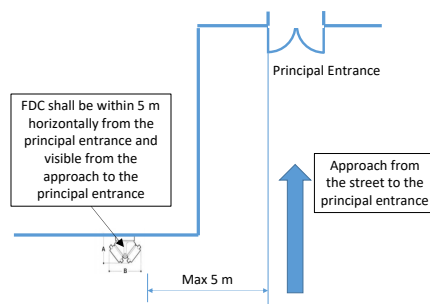 Principal Entrance
FDC shall be within 5 m
horizontally from the
principal entrance and
visible from the
approach to the
principal entrance
Approach from
the street to the
principal entrance
A
B
Max 5 m